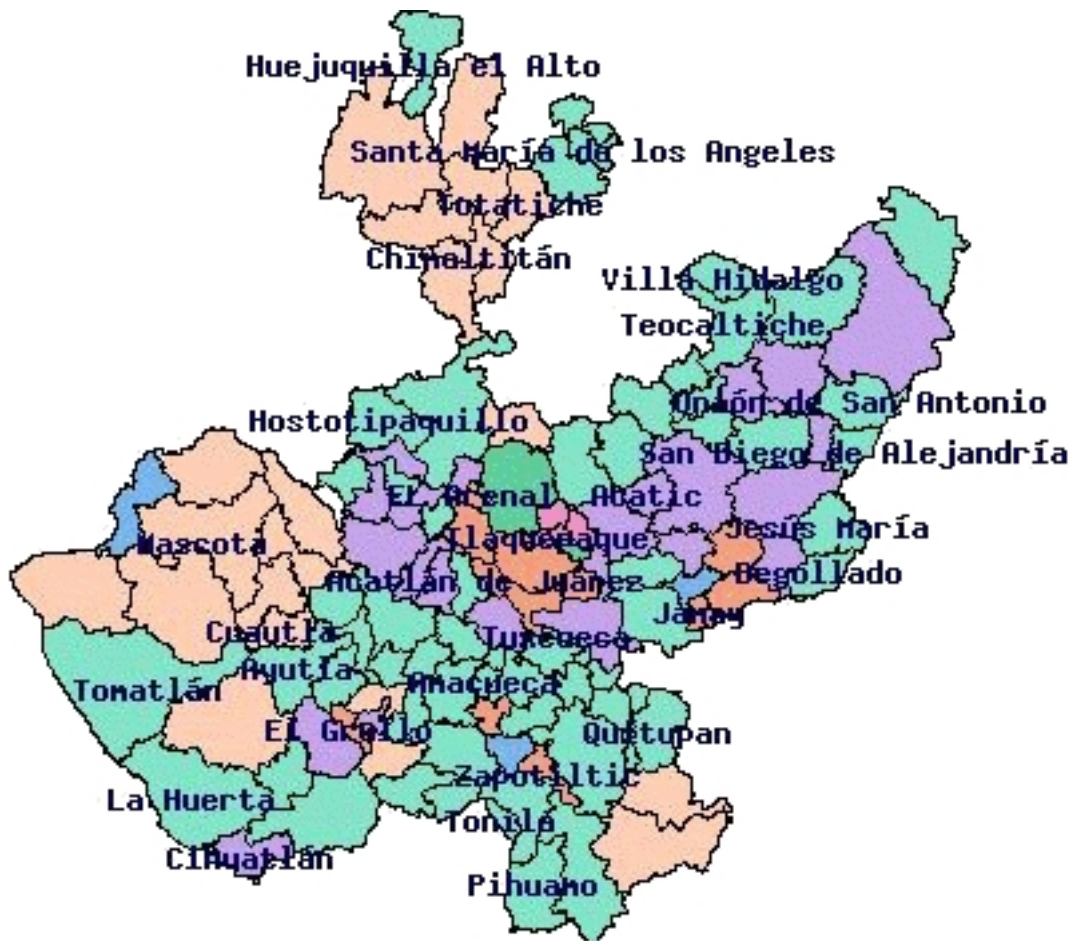 Huejuquilla el Alto
Santa María de los Angeles
Totatiche
Chimaltitán
Villa Hidalgo
Teocaltiche
Unión de San Antonio
Hostotipaquillo
San Diego de Alejandría
EL Arenal
Acatic
Jesús María
Mascota
Tlaquepaque
Degollado
Acatlán de Juánez
Jamay
Cuautla
Tuxcueca
Ayutla
Amacueca
Tomatlán
El Grullo
Quitupan
Zapotiltic
La Huerta
Tonila
Cihuatlán
Pihuamo